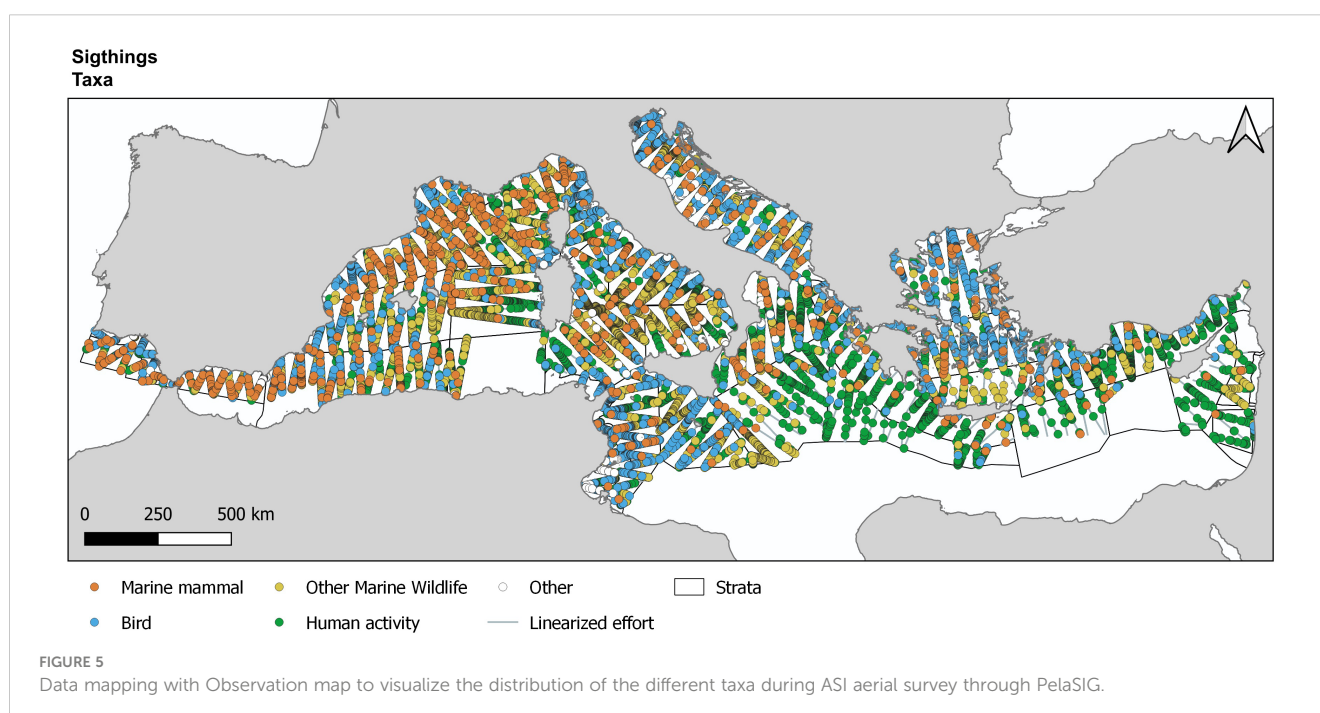 Sigthings
Taxa
0 250 500 km
Marine mammal Other Marine Wildlife Other Strata
Bird Human activity Linearized effort
FIGURE 5
Data mapping with Observation map to visualize the distribution of the different taxa during ASI aerial survey through PelaSIG.